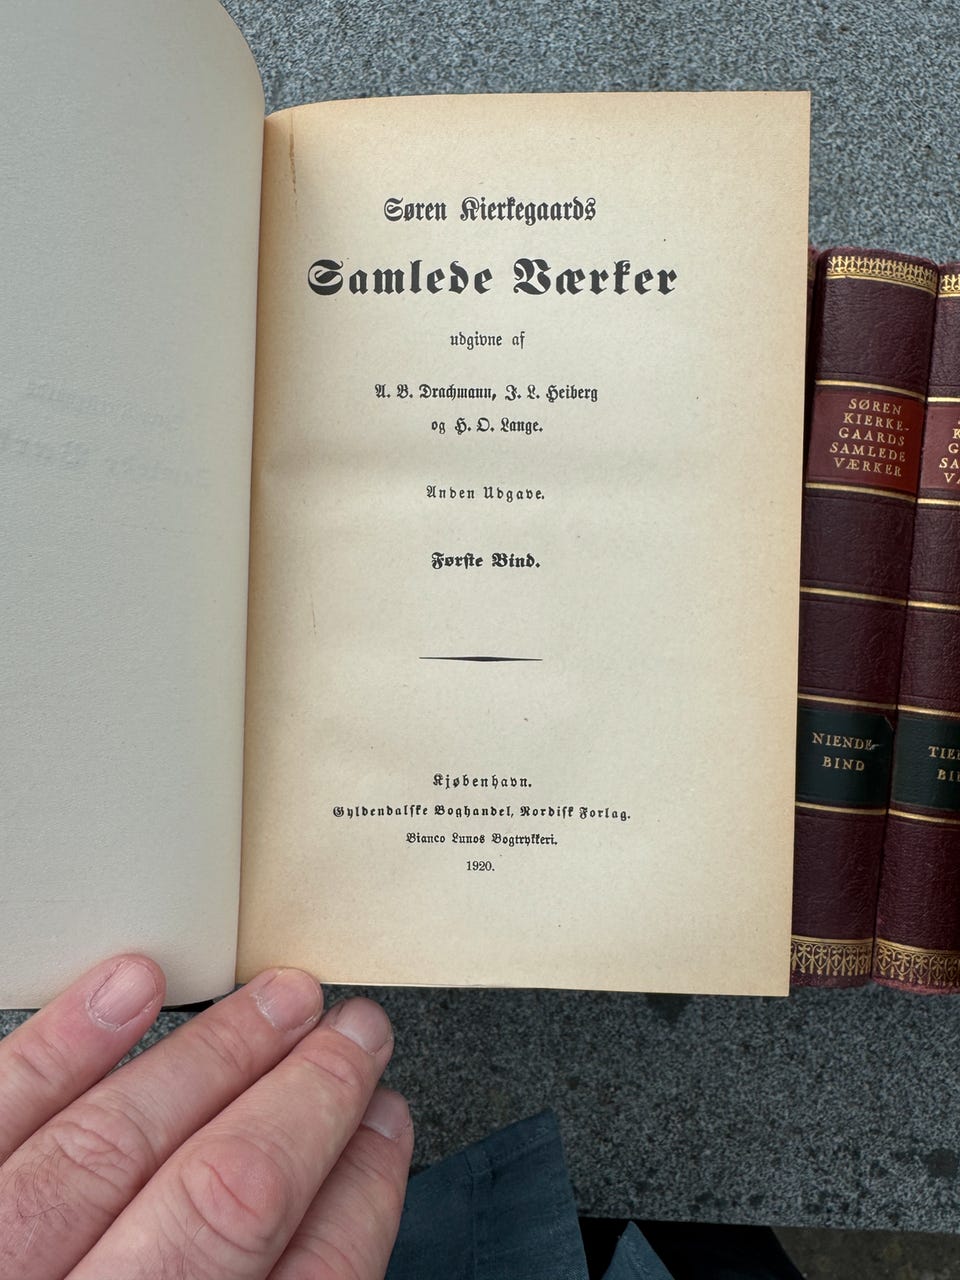 Søren Kierkegaards
Samlede Værker
udgivne af
A. B. Drachmann, J. L. Heiberg
og H. O. Lange.
Anden Udgave.
Første Bind.
Kjøbenhavn.
Gyldendalske Boghandel, Nordisk Forlag.
Bianco Lunos Bogtrykkeri.
1920.
SØREN
KIERKE-
GAARDS
SAMLEDE
VÆRKER
NIENDE
BIND